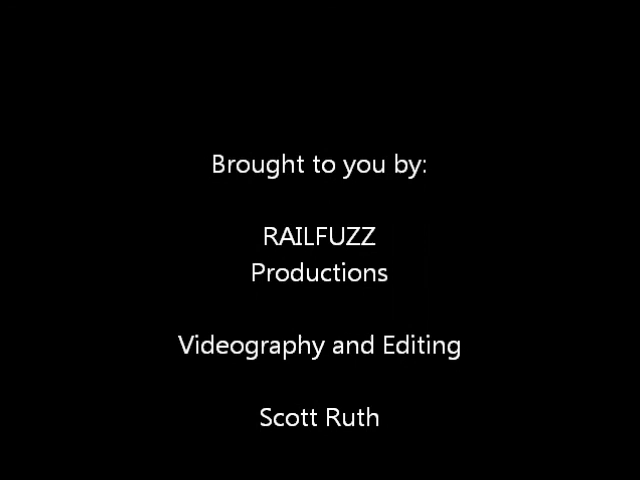 Brought to you by:
RAILFUZZ
Productions
Videography and Editing
Scott Ruth